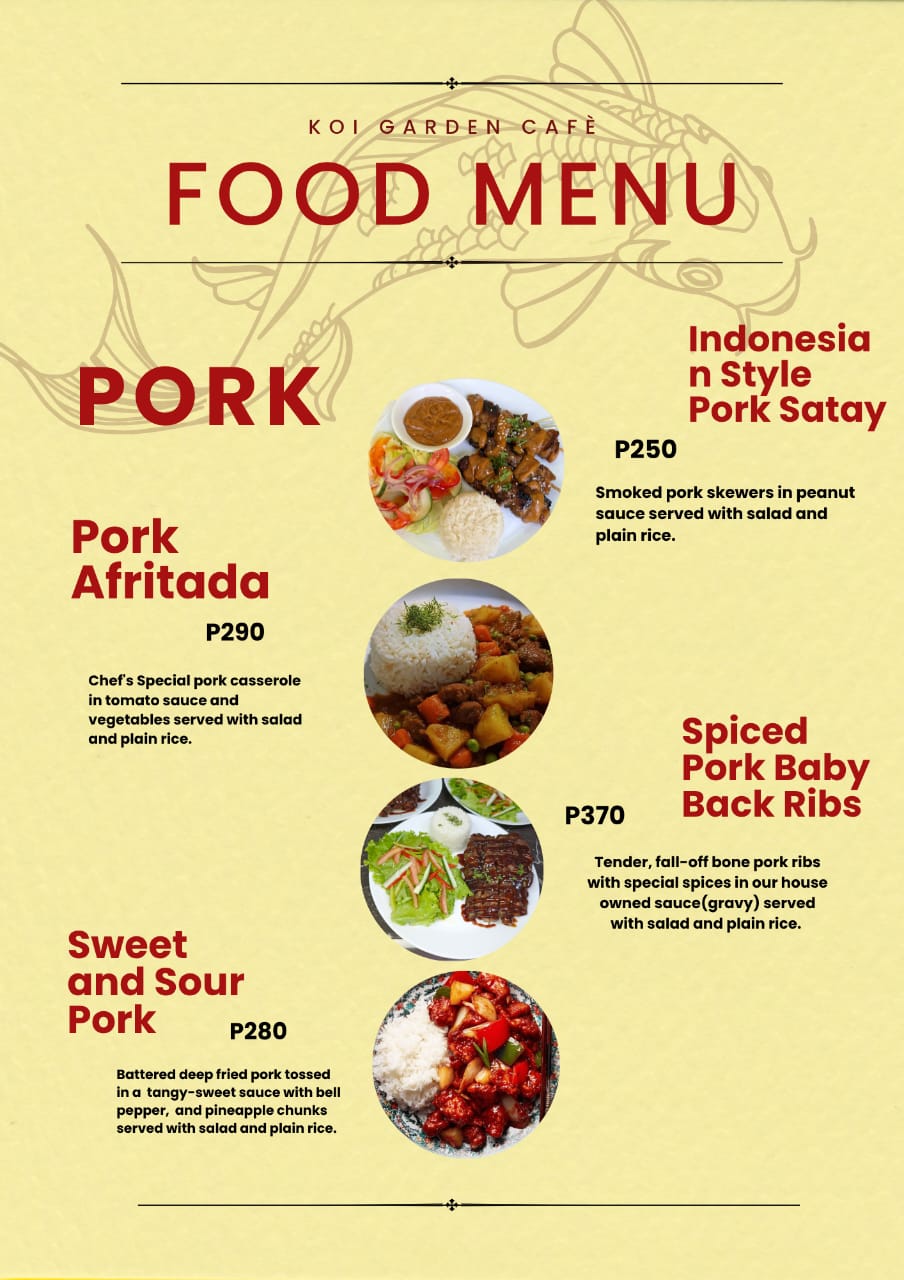 KOI GARDEN CAFÈ
FOOD MENU
PORK
Indonesia
n Style
Pork Satay
P250
Smoked pork skewers in peanut
sauce served with salad and
plain rice.
Pork
Afritada
P290
Chef's Special pork casserole
in tomato sauce and
vegetables served with salad
and plain rice.
Spiced
Pork Baby
Back Ribs
P370
Tender, fall-off bone pork ribs
with special spices in our house
owned sauce(gravy) served
with salad and plain rice.
Sweet
and Sour
Pork
P280
Battered deep fried pork tossed
in a tangy-sweet sauce with bell
pepper, and pineapple chunks
served with salad and plain rice.